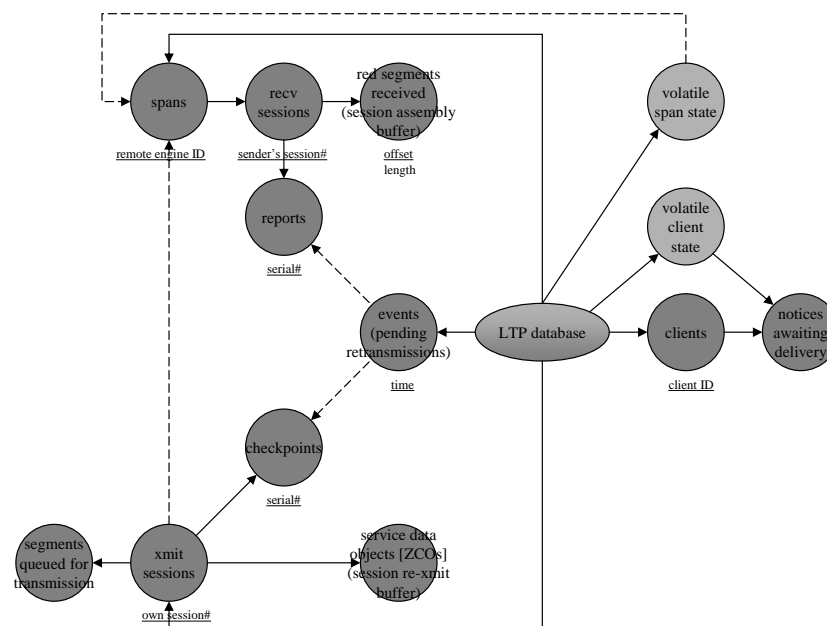 spans
remote engine ID
recv
sessions
sender's session#
red segments
received
(session assembly
buffer)
offset
length
volatile
span state
reports
serial#
volatile
client
state
events
(pending
retransmissions)
time
LTP database
clients
client ID
notices
awaiting
delivery
checkpoints
serial#
segments
queued for
transmission
xmit
sessions
own session#
service data
objects [ZCOs]
(session re-xmit
buffer)